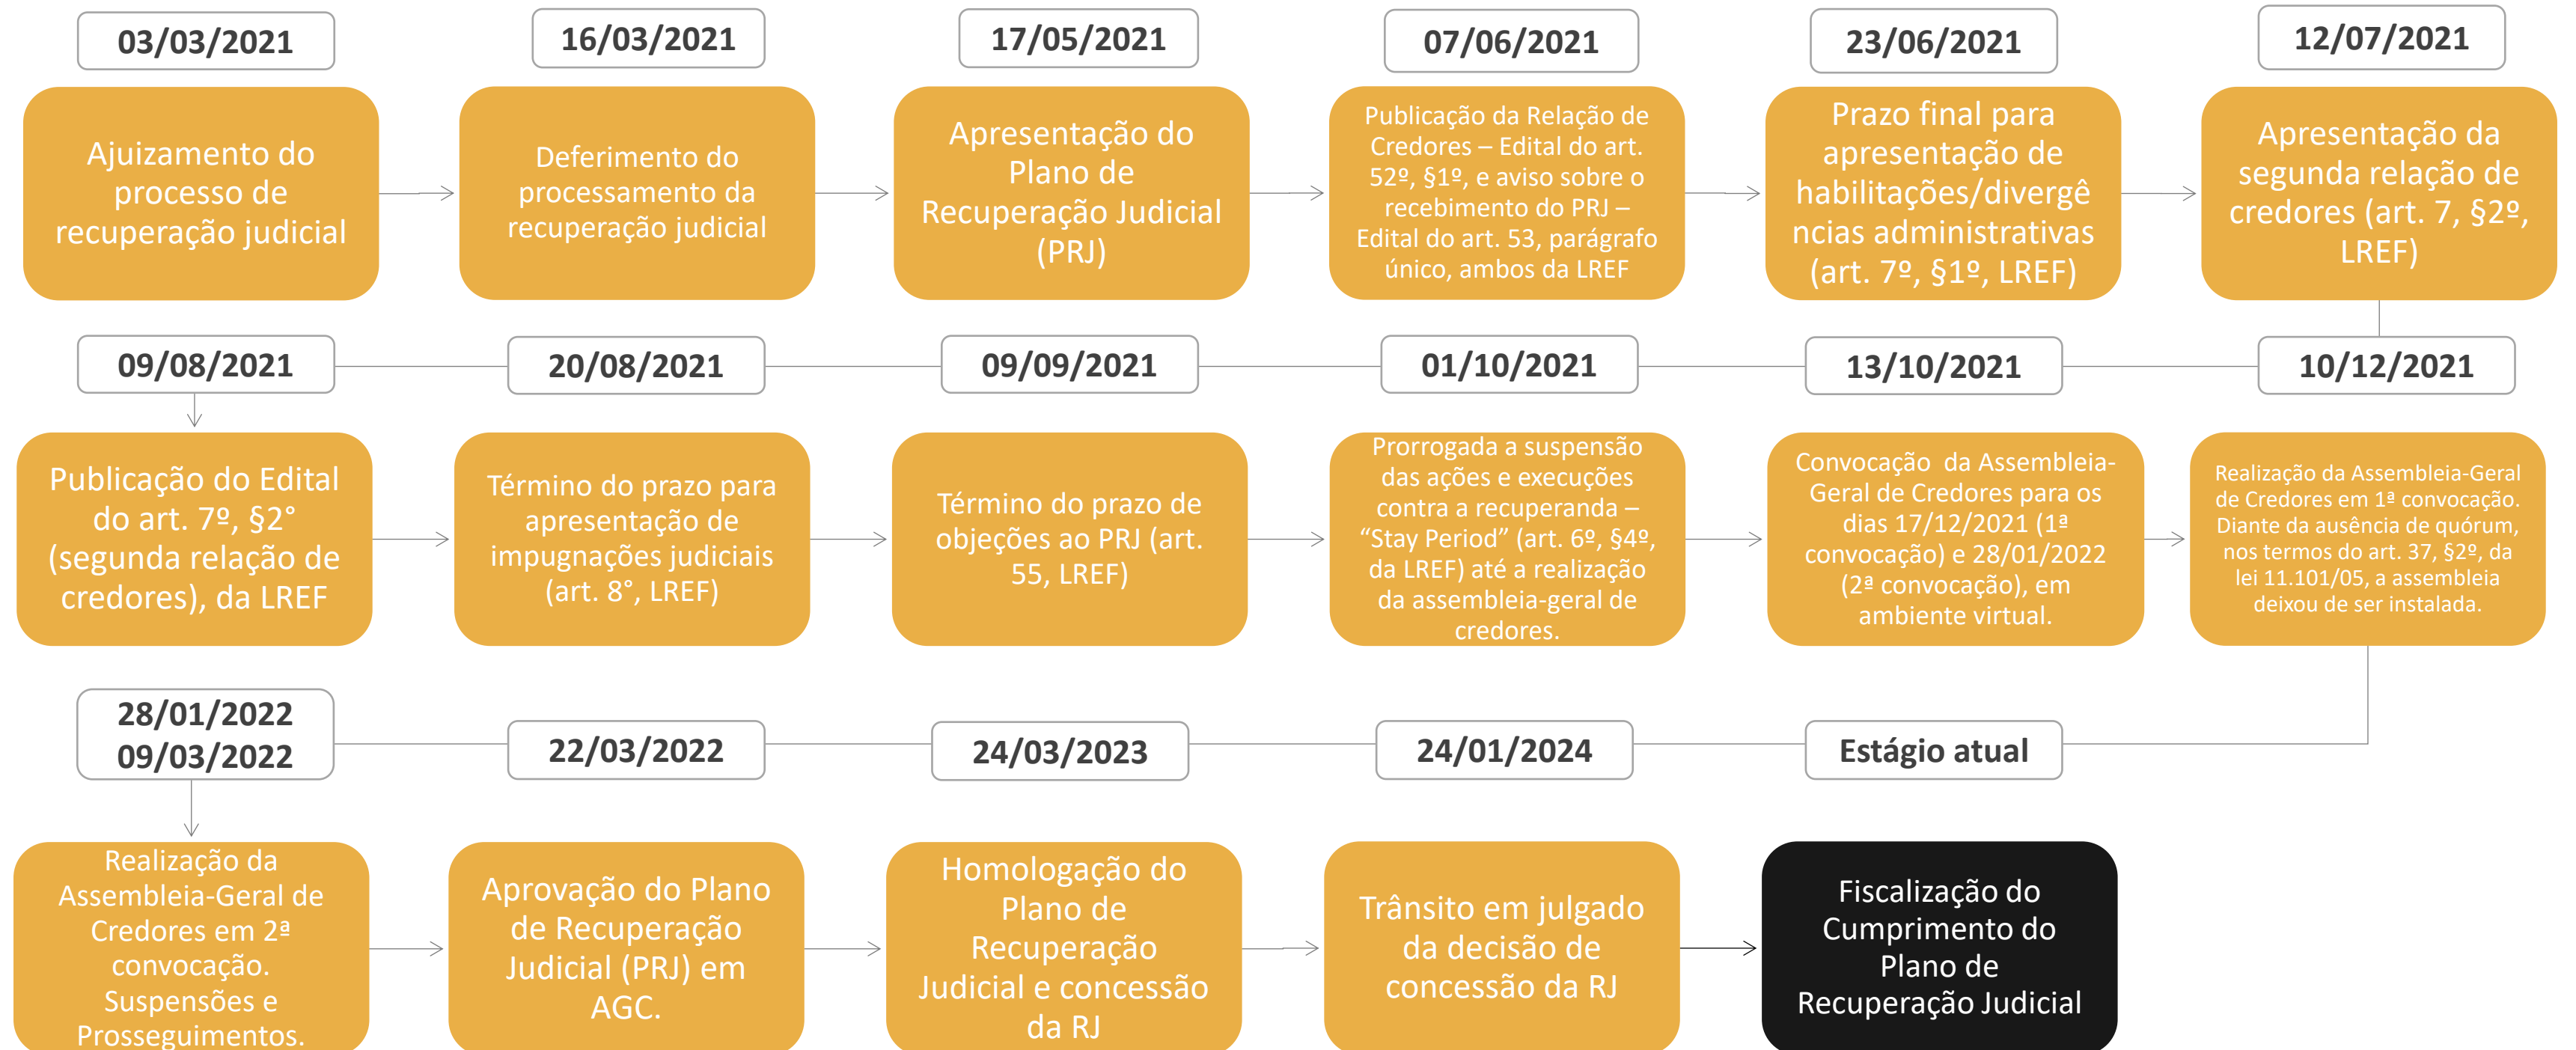 03/03/2021
Ajuizamento do
processo de
recuperação judicial
16/03/2021
Deferimento do
processamento da
recuperação judicial
17/05/2021
Apresentação do
Plano de
Recuperação Judicial
(PRJ)
07/06/2021
Publicação da Relação de
Credores – Edital do art.
52º, §1º, e aviso sobre o
recebimento do PRJ –
Edital do art. 53, parágrafo
único, ambos da LREF
23/06/2021
Prazo final para
apresentação de
habilitações/divergê
ncias administrativas
(art. 7º, §1º, LREF)
12/07/2021
Apresentação da
segunda relação de
credores (art. 7, §2º,
LREF)
09/08/2021
Publicação do Edital
do art. 7º, §2°
(segunda relação de
credores), da LREF
20/08/2021
Término do prazo para
apresentação de
impugnações judiciais
(art. 8°, LREF)
09/09/2021
Término do prazo de
objeções ao PRJ (art.
55, LREF)
01/10/2021
Prorrogada a suspensão
das ações e execuções
contra a recuperanda –
“Stay Period” (art. 6º, §4º,
da LREF) até a realização
da assembleia-geral de
credores.
13/10/2021
Convocação da Assembleia-
Geral de Credores para os
dias 17/12/2021 (1ª
convocação) e 28/01/2022
(2ª convocação), em
ambiente virtual.
10/12/2021
Realização da Assembleia-Geral
de Credores em 1ª convocação.
Diante da ausência de quórum,
nos termos do art. 37, §2º, da
lei 11.101/05, a assembleia
deixou de ser instalada.
28/01/2022
09/03/2022
Realização da
Assembleia-Geral de
Credores em 2ª
convocação.
Suspensões e
Prosseguimentos.
22/03/2022
Aprovação do Plano
de Recuperação
Judicial (PRJ) em
AGC.
24/03/2023
Homologação do
Plano de
Recuperação
Judicial e concessão
da RJ
24/01/2024
Trânsito em julgado
da decisão de
concessão da RJ
Estágio atual
Fiscalização do
Cumprimento do
Plano de
Recuperação Judicial